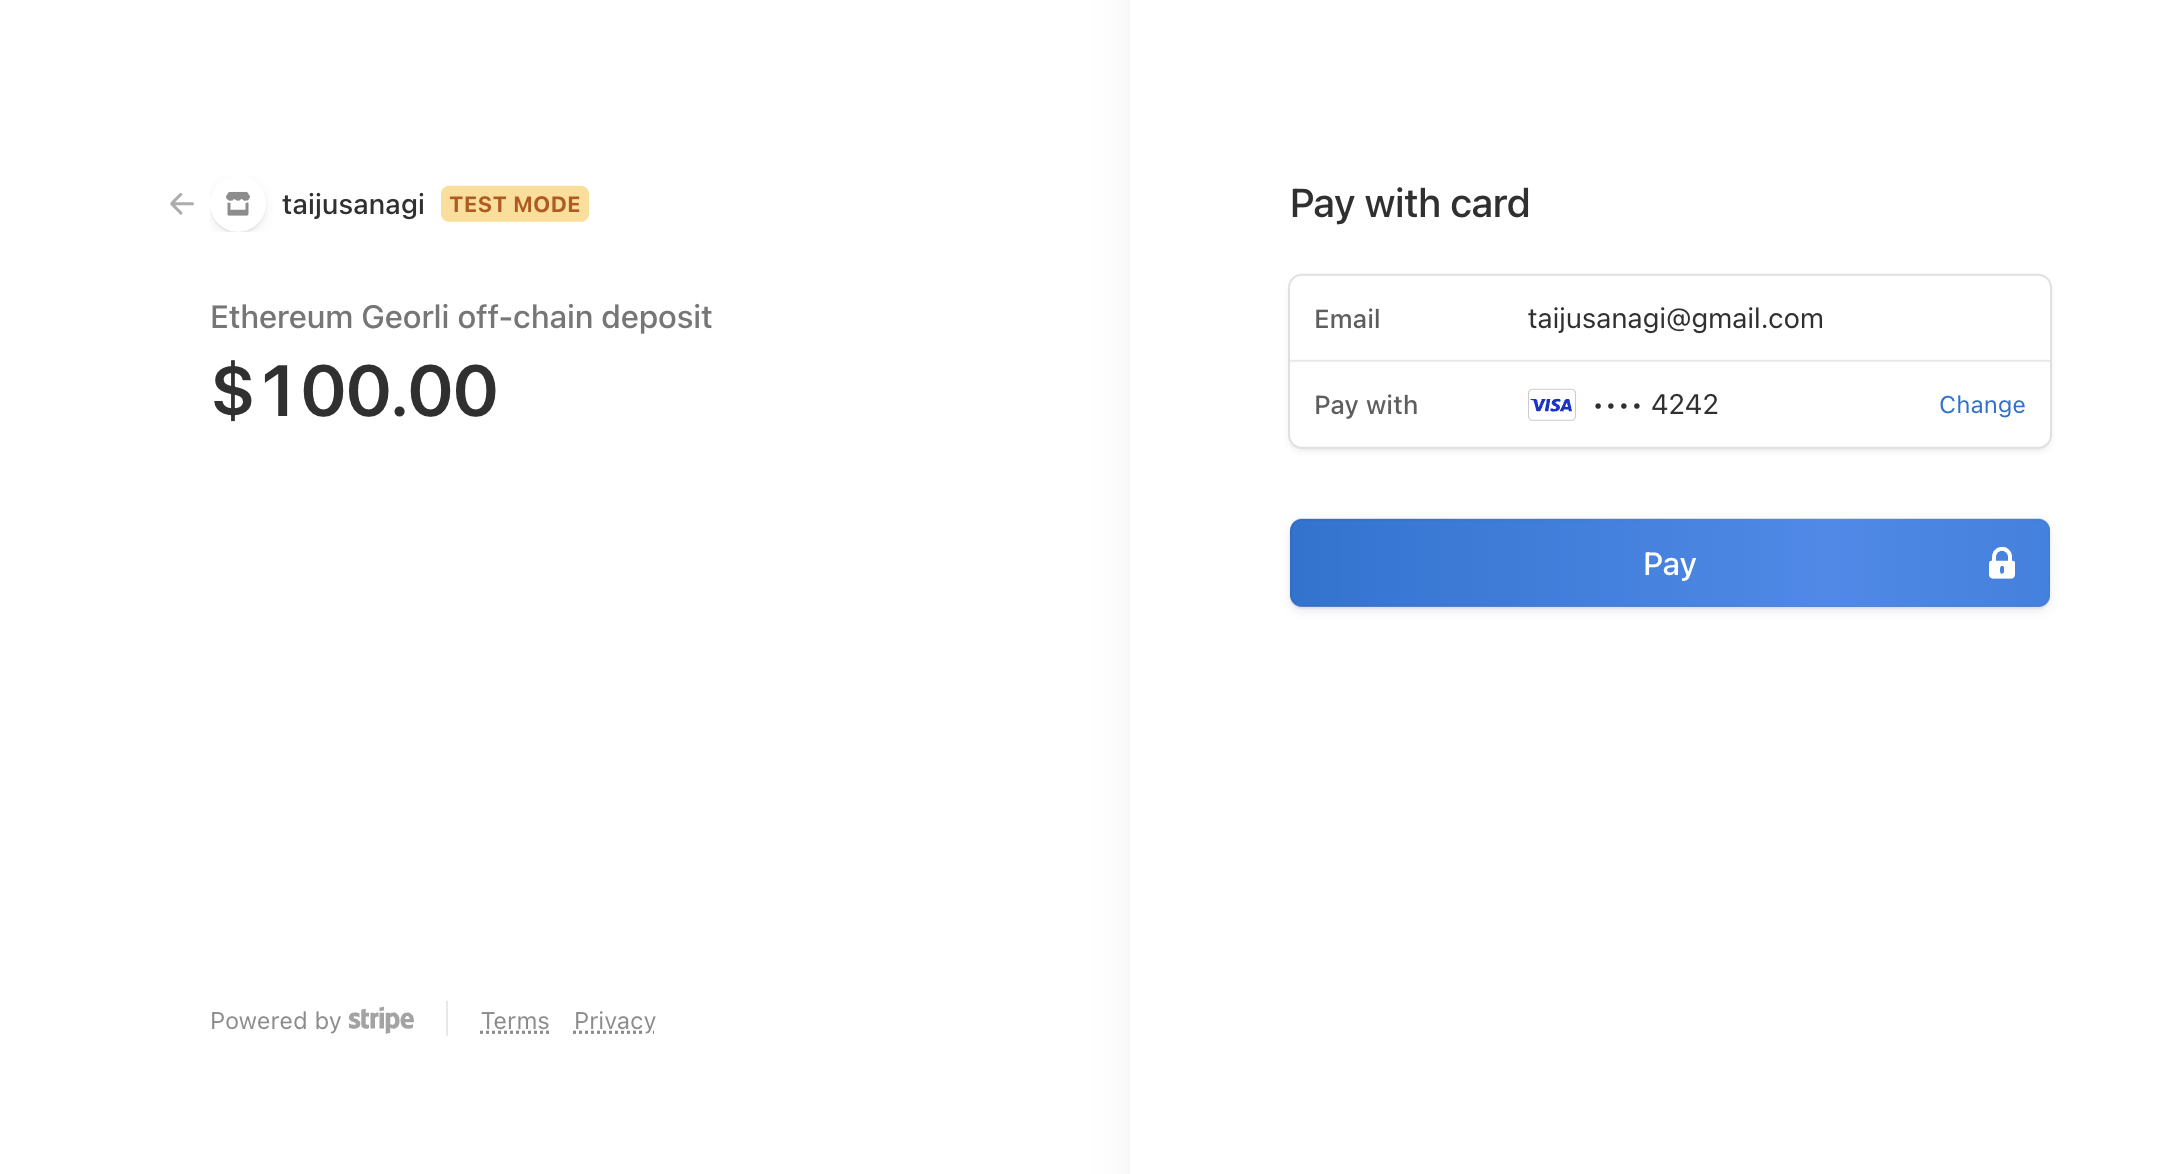 taijusanagi TEST MODE
Ethereum Georli off-chain deposit
$100.00
Powered by stripe Terms Privacy
Pay with card
Email taijusanagi@gmail.com
Pay with VISA •••• 4242 Change
Pay